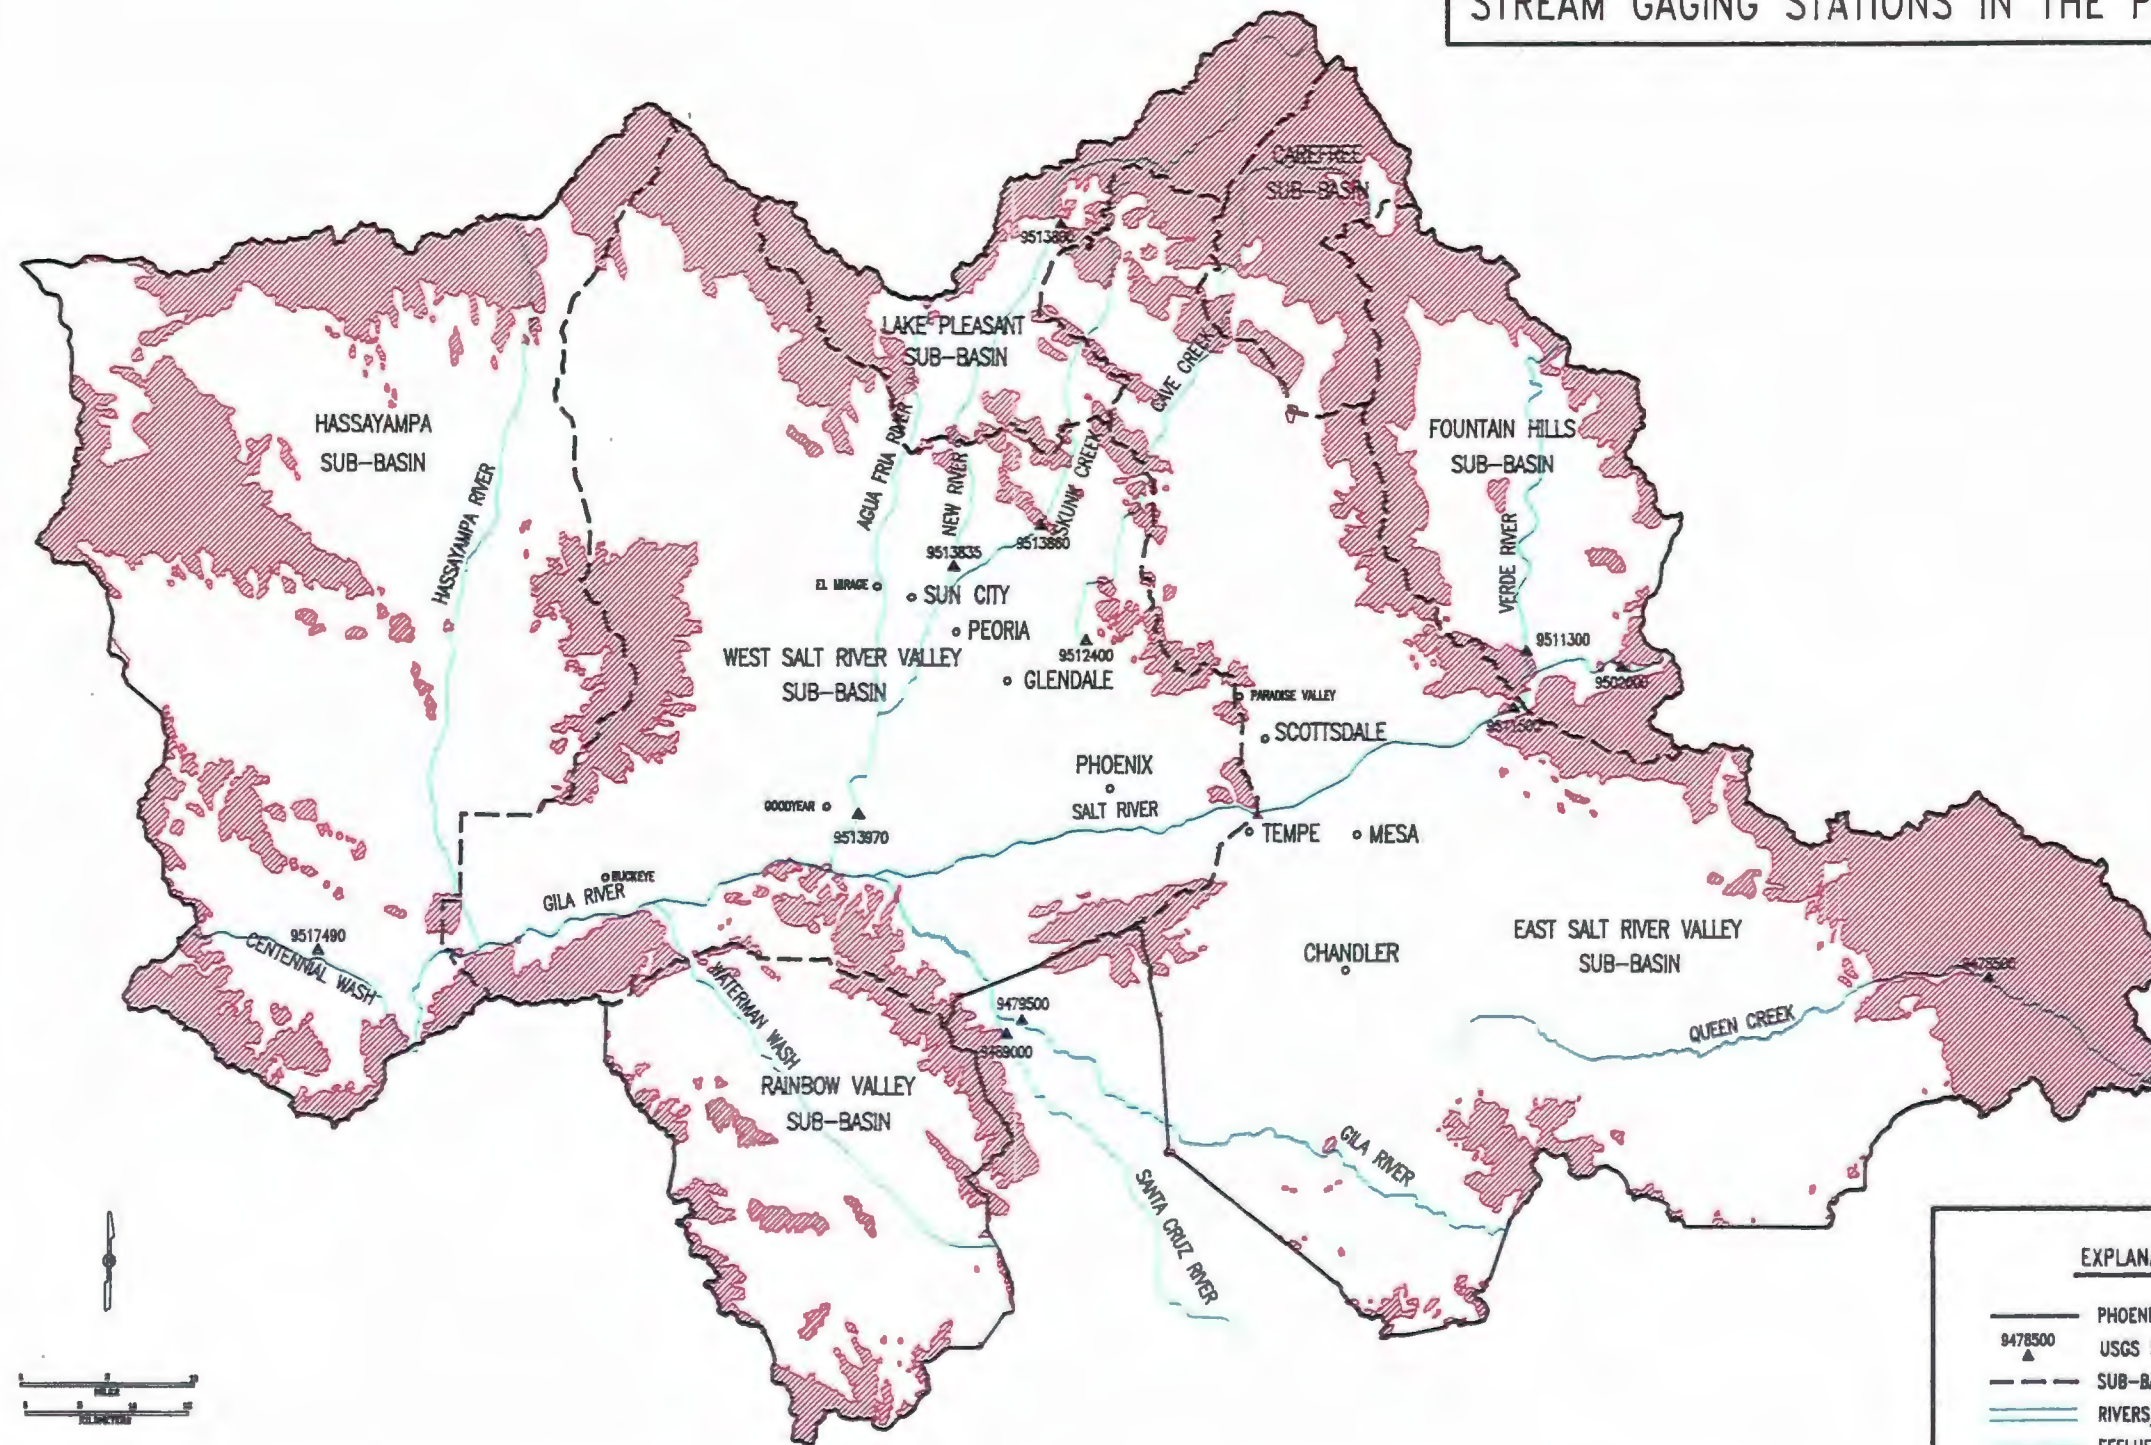 STREAM GAGING STATIONS IN THE
CAREFREE
SUB-BASIN
LAKE PLEASANT
SUB-BASIN
HASSAYAMPA
SUB-BASIN
HASSAYAMPA RIVER
AGUA FRIA RIVER
NEW RIVER
SKUNK CREEK
CAVE CREEK
FOUNTAIN HILLS
SUB-BASIN
VERDE RIVER
9513835
9513860
EL MIRAGE
SUN CITY
PEORIA
9512400
GLENDALE
WEST SALT RIVER VALLEY
SUB-BASIN
9511300
9502000
PARADISE VALLEY
SCOTTSDALE
PHOENIX
SALT RIVER
GOODYEAR
9513970
TEMPE
MESA
BUCKEYE
GILA RIVER
9517490
CENTENNIAL WASH
CHANDLER
EAST SALT RIVER VALLEY
SUB-BASIN
9478500
QUEEN CREEK
WATERMAN WASH
9479500
9489000
RAINBOW VALLEY
SUB-BASIN
GILA RIVER
SANTA CRUZ RIVER
MILES
KILOMETERS
9478500
USGS
RIVERS